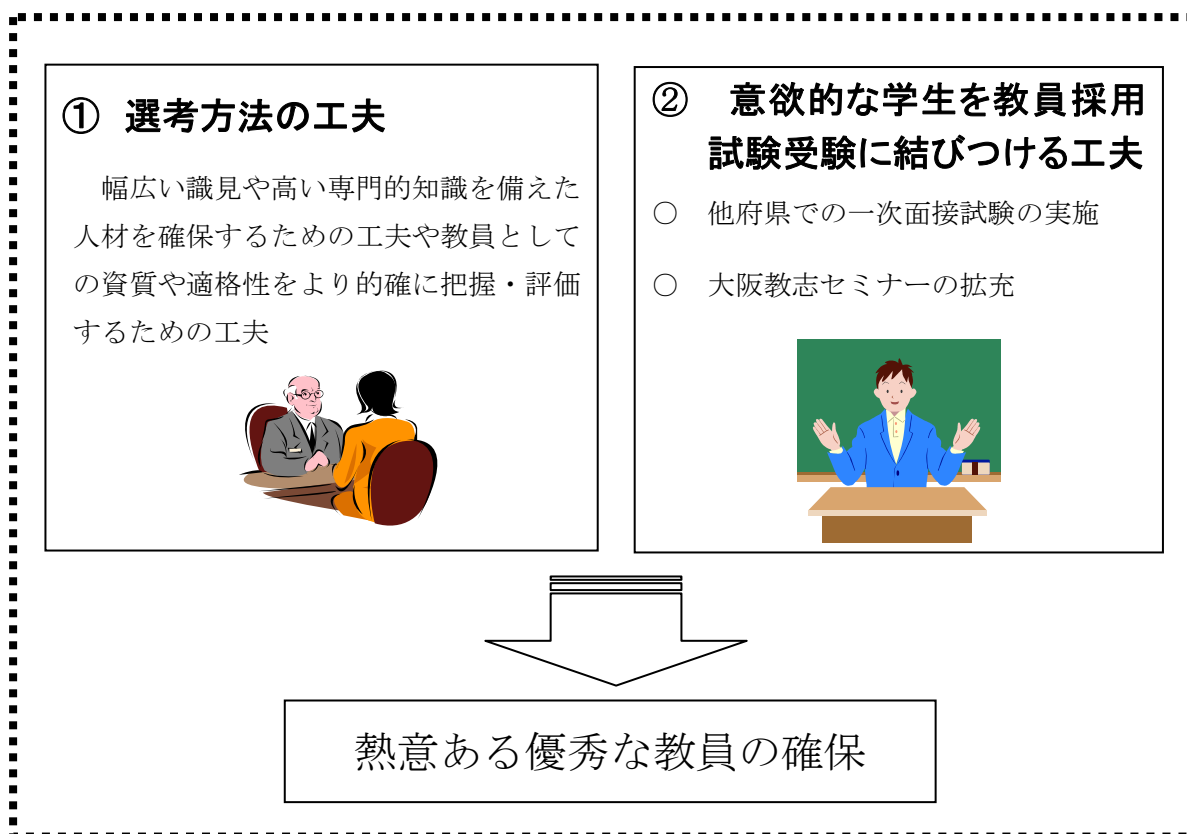 ① 選考方法の工夫
幅広い識見や高い専門的知識を備えた
人材を確保するための工夫や教員として
の資質や適格性をより的確に把握・評価
するための工夫
② 意欲的な学生を教員採用
試験受験に結びつける工夫
○ 他府県での一次面接試験の実施
○ 大阪教志セミナーの拡充
熱意ある優秀な教員の確保